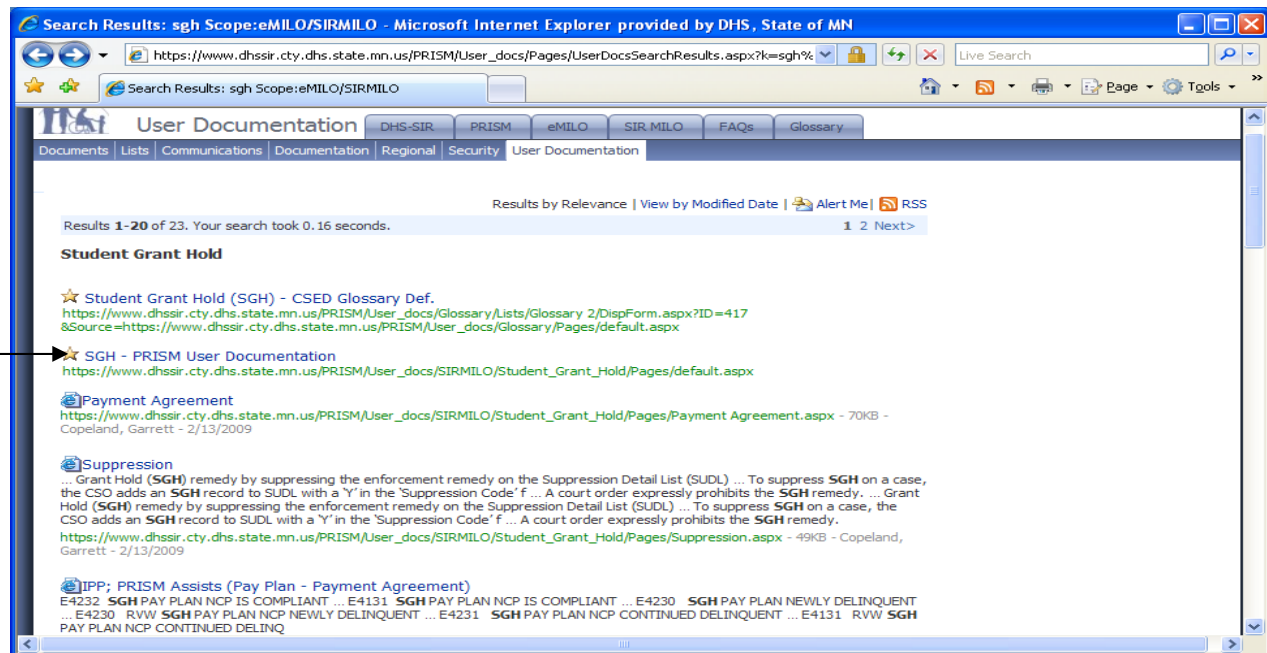 Search Results: sgh Scope:eMILO/SIRMILO - Microsoft Internet Explorer provided by DHS, State of MN
https://www.dhssir.cty.dhs.state.mn.us/PRISM/User_docs/Pages/UserDocsSearchResults.aspx?k=sgh%
Live Search
Search Results: sgh Scope:eMILO/SIRMILO
Page Tools »
User Documentation DHS-SIR PRISM eMILO SIR MILO FAQs Glossary
Documents Lists Communications Documentation Regional Security User Documentation
Results by Relevance | View by Modified Date | Alert Me | RSS
Results 1-20 of 23. Your search took 0.16 seconds. 1 2 Next>
Student Grant Hold
Student Grant Hold (SGH) - CSED Glossary Def.
https://www.dhssir.cty.dhs.state.mn.us/PRISM/User_docs/Glossary/Lists/Glossary 2/DispForm.aspx?ID=417
&Source=https://www.dhssir.cty.dhs.state.mn.us/PRISM/User_docs/Glossary/Pages/default.aspx
SGH - PRISM User Documentation
https://www.dhssir.cty.dhs.state.mn.us/PRISM/User_docs/SIRMILO/Student_Grant_Hold/Pages/default.aspx
Payment Agreement
https://www.dhssir.cty.dhs.state.mn.us/PRISM/User_docs/SIRMILO/Student_Grant_Hold/Pages/Payment Agreement.aspx - 70KB -
Copeland, Garrett - 2/13/2009
Suppression
... Grant Hold (SGH) remedy by suppressing the enforcement remedy on the Suppression Detail List (SUDL) ... To suppress SGH on a case,
the CSO adds an SGH record to SUDL with a 'Y' in the 'Suppression Code' f ... A court order expressly prohibits the SGH remedy. ... Grant
Hold (SGH) remedy by suppressing the enforcement remedy on the Suppression Detail List (SUDL) ... To suppress SGH on a case, the
CSO adds an SGH record to SUDL with a 'Y' in the 'Suppression Code' f ... A court order expressly prohibits the SGH remedy.
https://www.dhssir.cty.dhs.state.mn.us/PRISM/User_docs/SIRMILO/Student_Grant_Hold/Pages/Suppression.aspx - 49KB - Copeland,
Garrett - 2/13/2009
IPP; PRISM Assists (Pay Plan - Payment Agreement)
E4232 SGH PAY PLAN NCP IS COMPLIANT ... E4131 SGH PAY PLAN NCP IS COMPLIANT ... E4230 SGH PAY PLAN NEWLY DELINQUENT
... E4230 RVW SGH PAY PLAN NCP NEWLY DELINQUENT ... E4231 SGH PAY PLAN NCP CONTINUED DELINQUENT ... E4131 RVW SGH
PAY PLAN NCP CONTINUED DELINQ